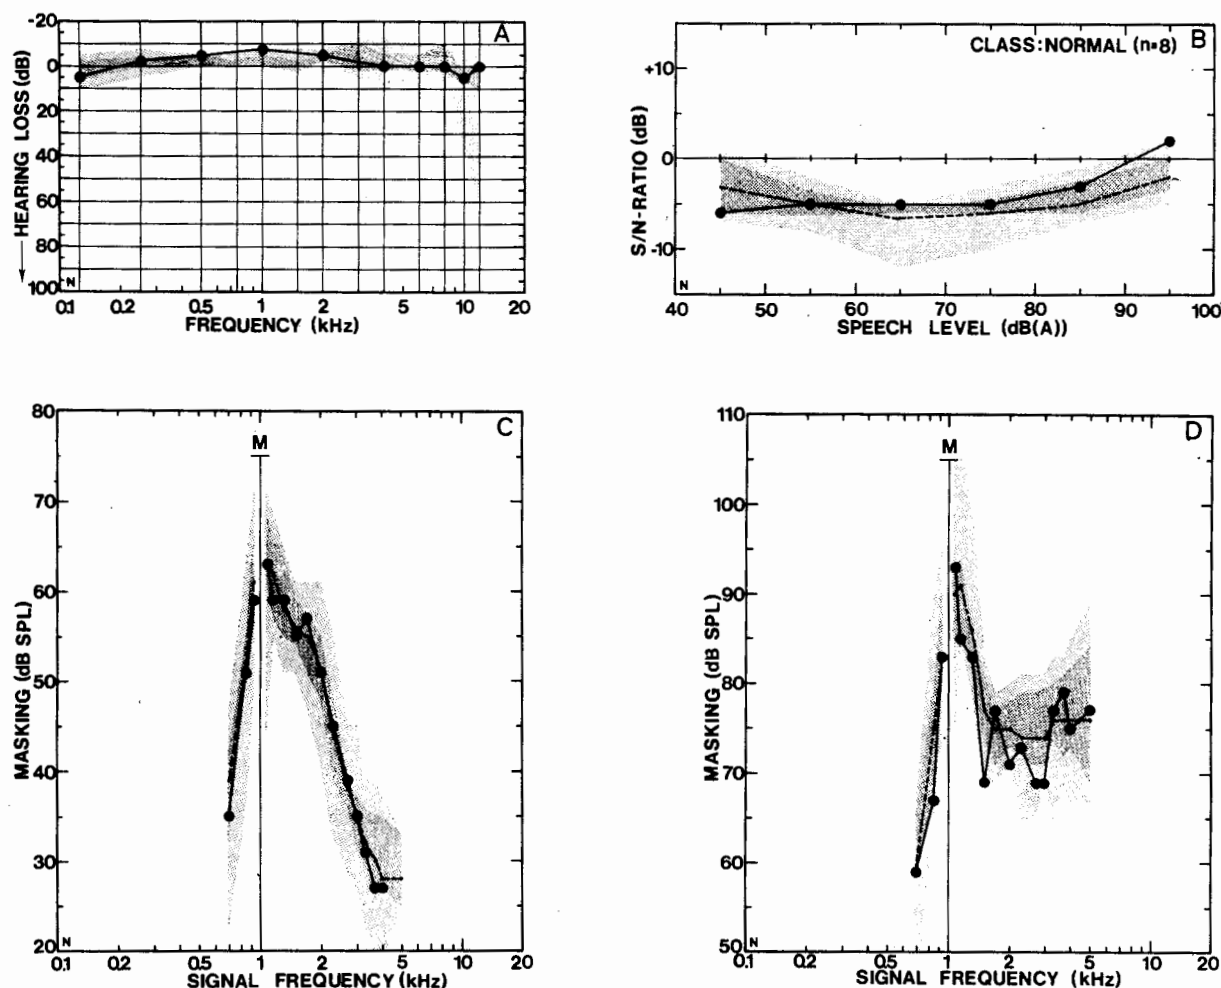 A
-20
0
20
40
60
80
100
HEARING LOSS (dB)
N
0.1 0.2 0.5 1 2 5 10 20
FREQUENCY (kHz)
B
CLASS:NORMAL (n=8)
+10
0
-10
S/N-RATIO (dB)
N
40 50 60 70 80 90 100
SPEECH LEVEL (dB(A))
C
M
80
70
60
50
40
30
20
MASKING (dB SPL)
N
0.1 0.2 0.5 1 2 5 10 20
SIGNAL FREQUENCY (kHz)
D
M
110
100
90
80
70
60
50
MASKING (dB SPL)
N
0.1 0.2 0.5 1 2 5 10 20
SIGNAL FREQUENCY (kHz)